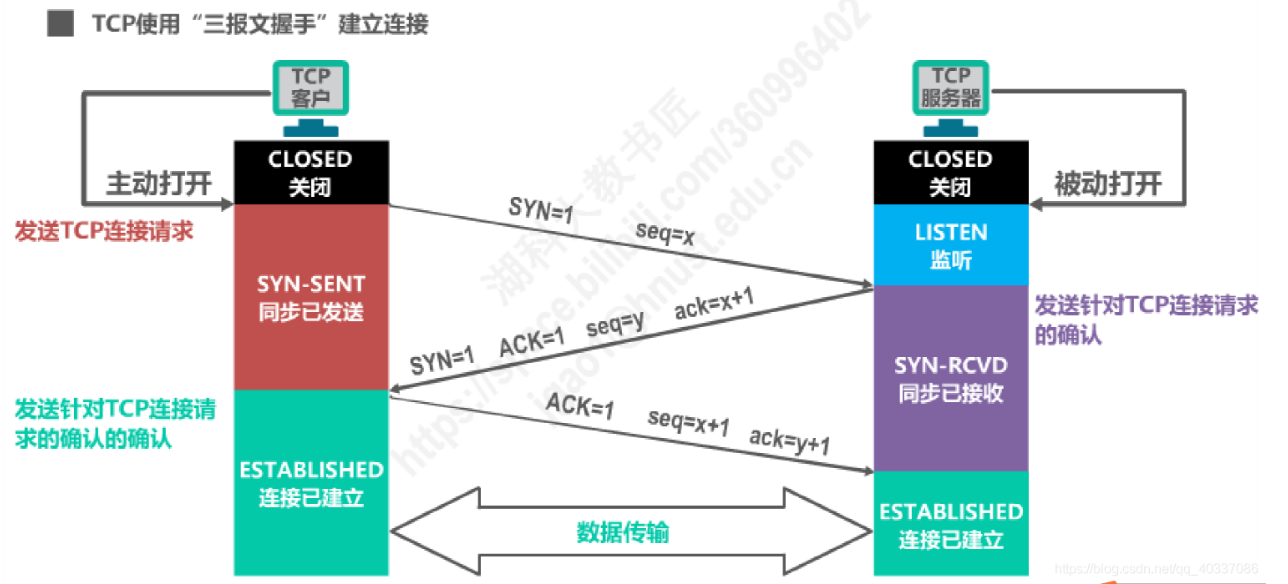 TCP使用“三报文握手”建立连接
TCP
客户
TCP
服务器
主动打开
CLOSED
关闭
CLOSED
关闭
被动打开
发送TCP连接请求
SYN=1 seq=x
LISTEN
监听
SYN-SENT
同步已发送
SYN=1 ACK=1 seq=y ack=x+1
发送针对TCP连接请求
的确认
SYN-RCVD
同步已接收
发送针对TCP连接请
求的确认的确认
ACK=1 seq=x+1 ack=y+1
ESTABLISHED
连接已建立
数据传输
ESTABLISHED
连接已建立
湖科大教书匠
https://space.bilibili.com/360996402
https://blog.csdn.net/qq_40337086